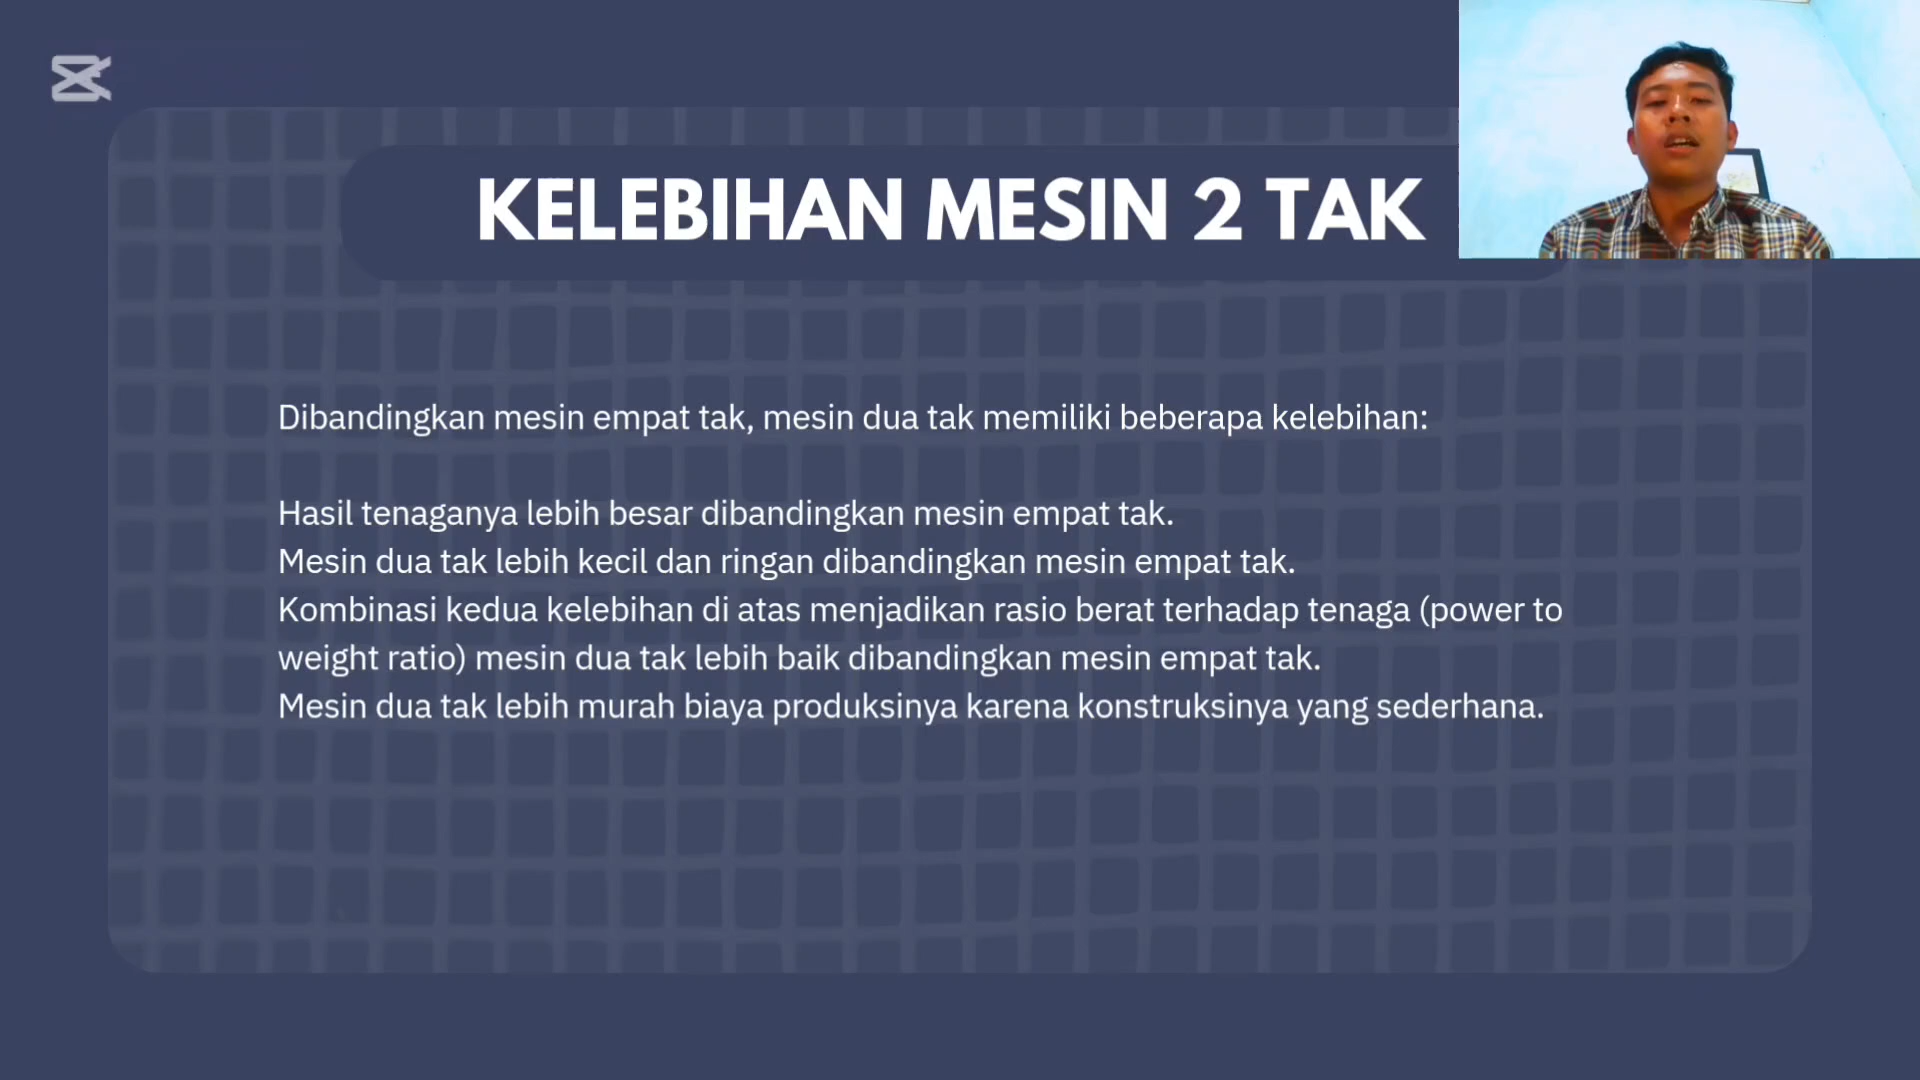 KELEBIHAN MESIN 2 TAK
Dibandingkan mesin empat tak, mesin dua tak memiliki beberapa kelebihan:
Hasil tenaganya lebih besar dibandingkan mesin empat tak.
Mesin dua tak lebih kecil dan ringan dibandingkan mesin empat tak.
Kombinasi kedua kelebihan di atas menjadikan rasio berat terhadap tenaga (power to
weight ratio) mesin dua tak lebih baik dibandingkan mesin empat tak.
Mesin dua tak lebih murah biaya produksinya karena konstruksinya yang sederhana.